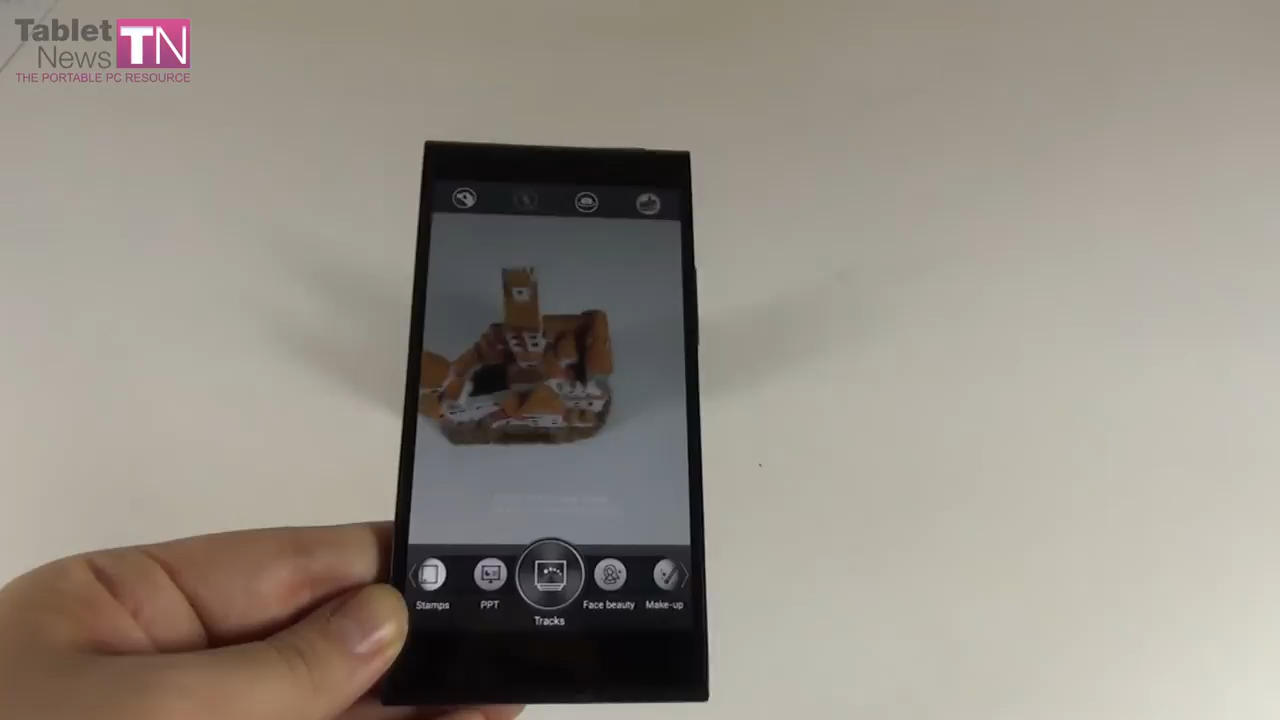 Tablet
News TN
THE PORTABLE PC RESOURCE
Stamps PPT Tracks Face beauty Make-up